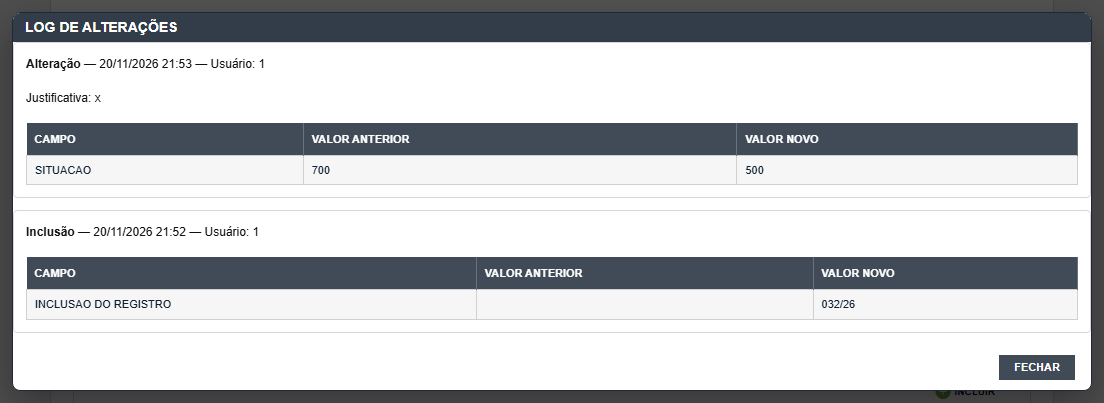 LOG DE ALTERAÇÕES
Alteração — 20/11/2026 21:53 — Usuário: 1
Justificativa: x
CAMPO VALOR ANTERIOR VALOR NOVO
SITUACAO 700 500
Inclusão — 20/11/2026 21:52 — Usuário: 1
CAMPO VALOR ANTERIOR VALOR NOVO
INCLUSAO DO REGISTRO 032/26
FECHAR
INCLUIR